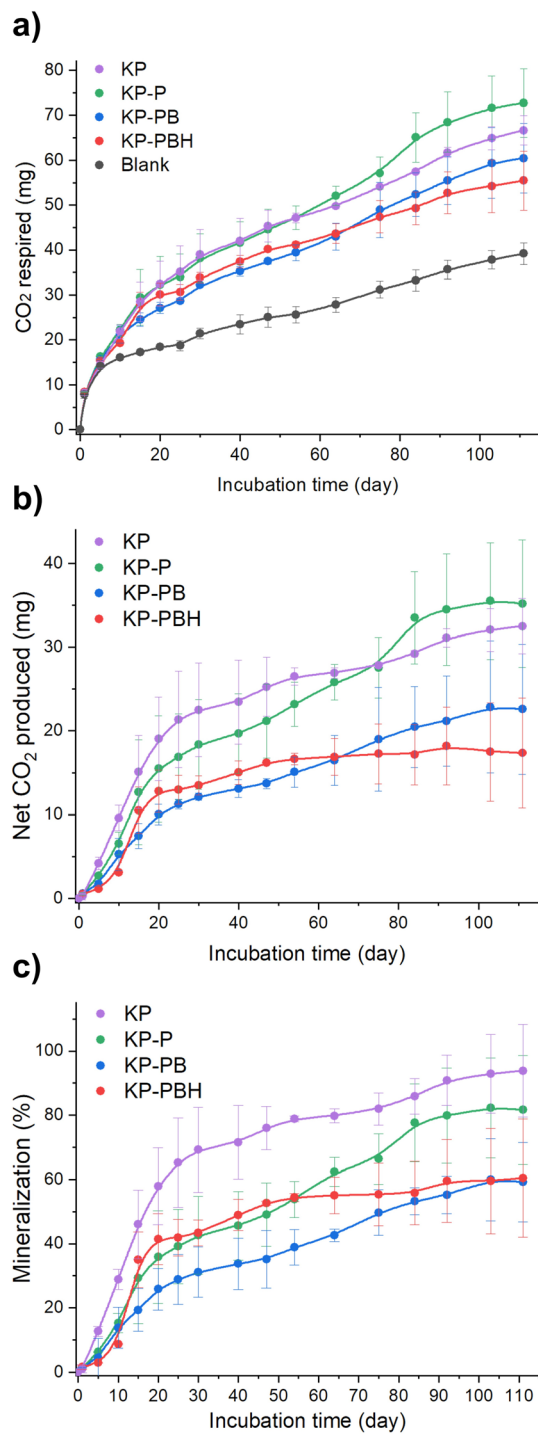 a)
80
70
60
50
40
30
20
10
0
CO₂ respired (mg)
KP
KP-P
KP-PB
KP-PBH
Blank
0 20 40 60 80 100
Incubation time (day)
b)
40
30
20
10
0
Net CO₂ produced (mg)
KP
KP-P
KP-PB
KP-PBH
0 20 40 60 80 100
Incubation time (day)
c)
100
80
60
40
20
0
Mineralization (%)
KP
KP-P
KP-PB
KP-PBH
0 10 20 30 40 50 60 70 80 90 100 110
Incubation time (day)